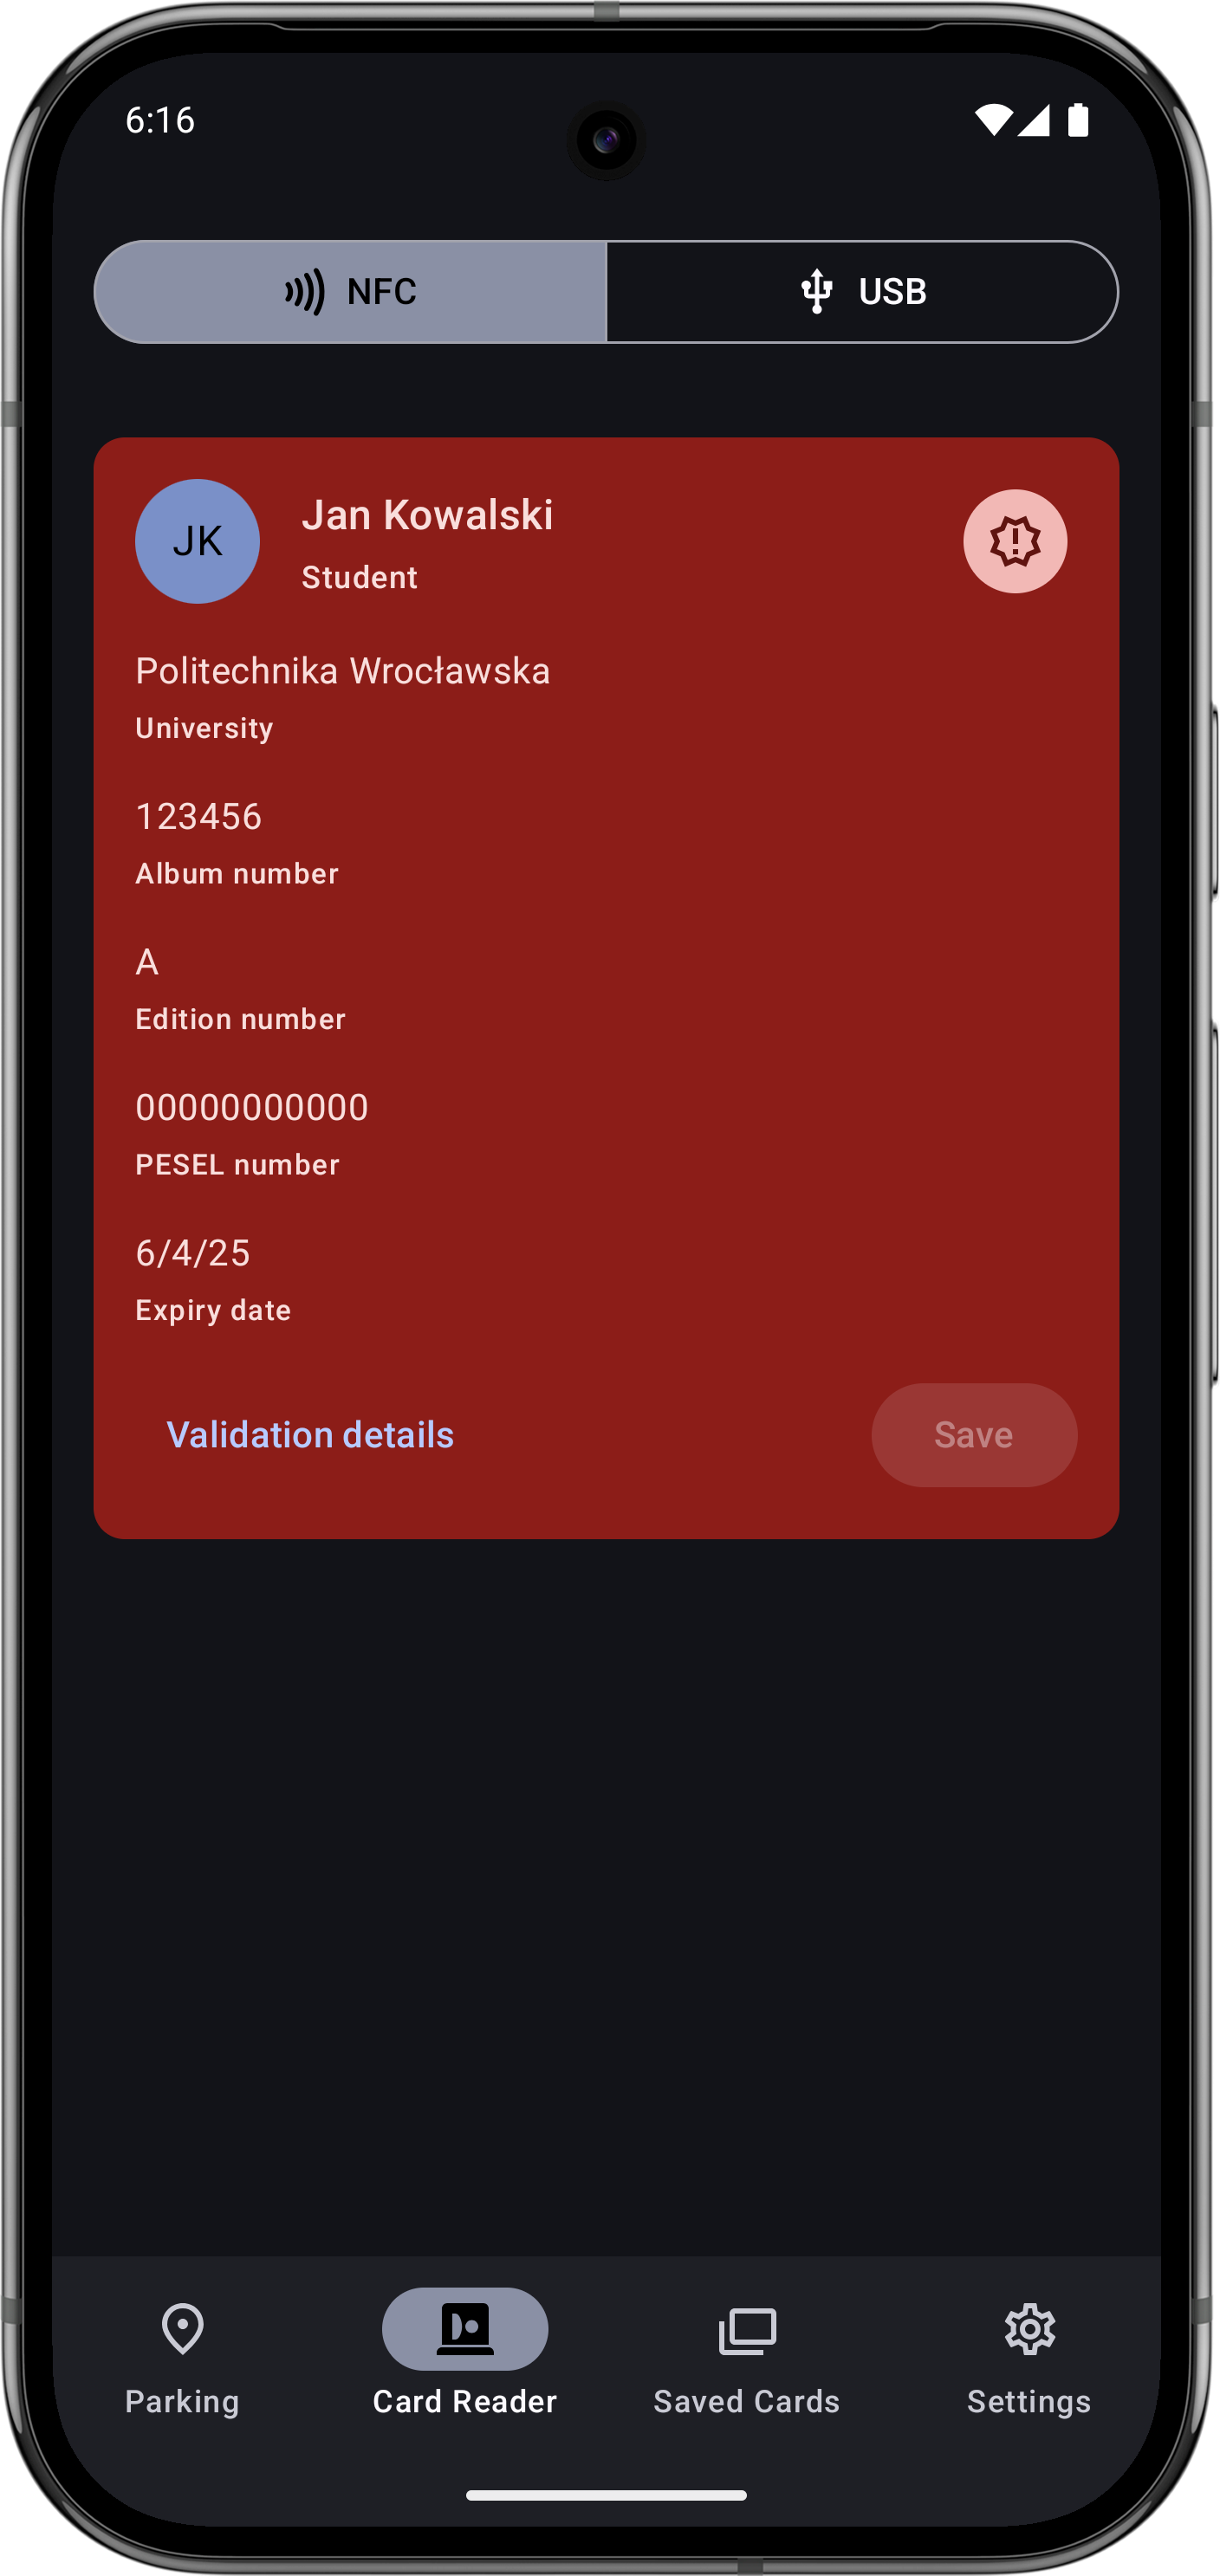 6:16
NFC
USB
JK
Jan Kowalski
Student
Politechnika Wrocławska
University
123456
Album number
A
Edition number
00000000000
PESEL number
6/4/25
Expiry date
Validation details
Save
Parking
Card Reader
Saved Cards
Settings